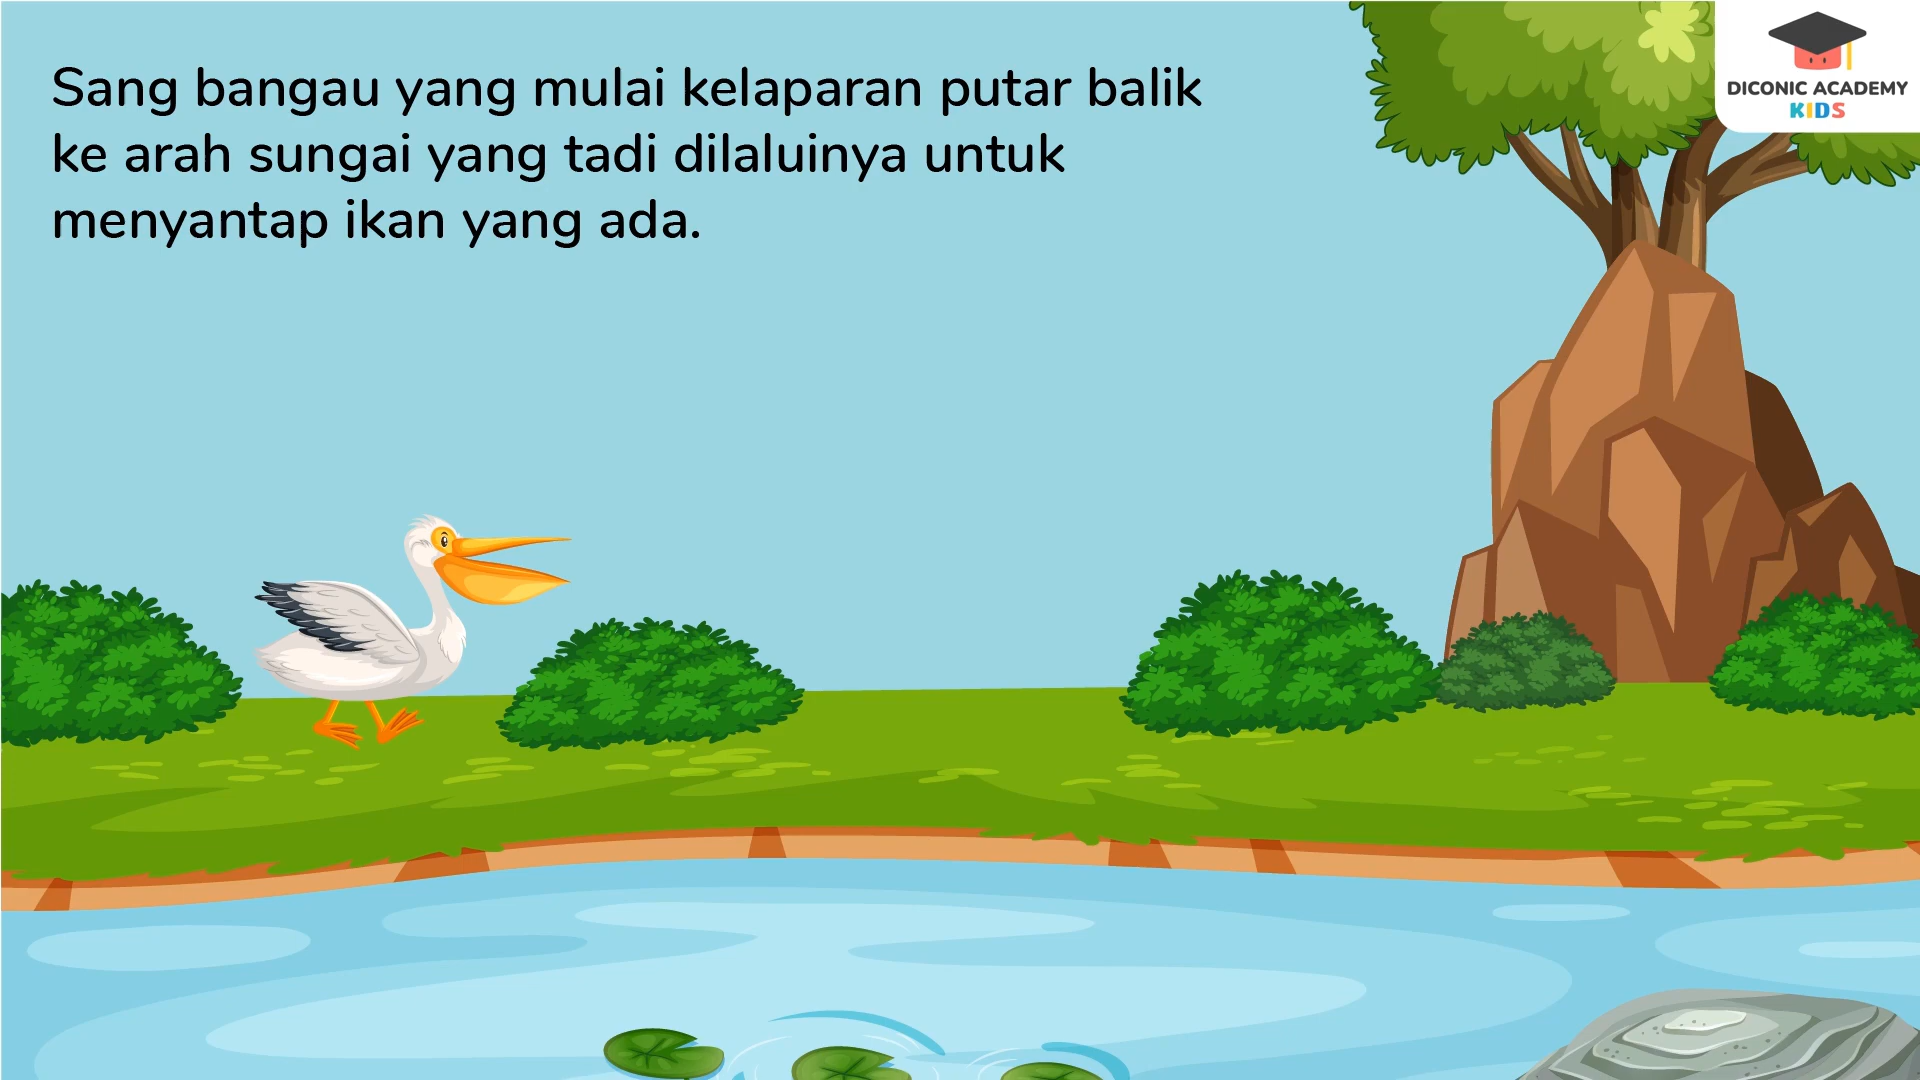 Sang bangau yang mulai kelaparan putar balik
ke arah sungai yang tadi dilaluinya untuk
menyantap ikan yang ada.
DICONIC ACADEMY
KIDS